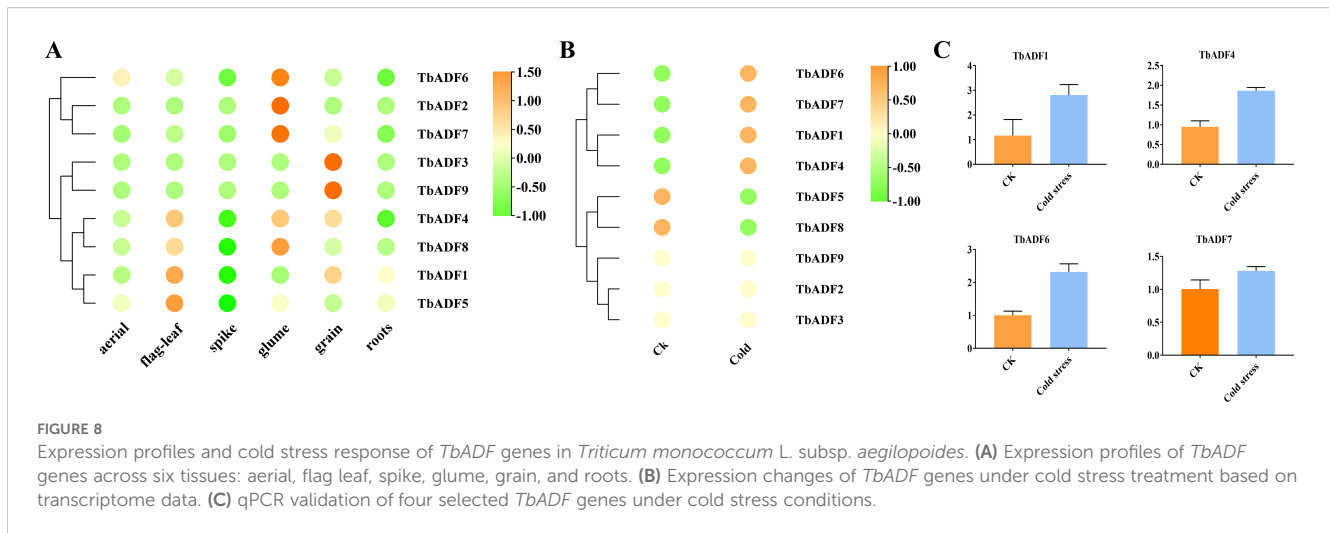 A
TbADF6
TbADF2
TbADF7
TbADF3
TbADF9
TbADF4
TbADF8
TbADF1
TbADF5
aerial
flag-leaf
spike
glume
grain
roots
1.50
1.00
0.50
0.00
-0.50
-1.00
B
TbADF6
TbADF7
TbADF1
TbADF4
TbADF5
TbADF8
TbADF9
TbADF2
TbADF3
Ck
Cold
1.00
0.50
0.00
-0.50
-1.00
C
TbADF1
4
3
2
1
0
CK
Cold stress
TbADF4
2.5
2.0
1.5
1.0
0.5
0.0
CK
Cold stress
TbADF6
3
2
1
0
CK
Cold stress
TbADF7
1.5
1.0
0.5
0.0
CK
Cold stress
FIGURE 8
Expression profiles and cold stress response of TbADF genes in Triticum monococcum L. subsp. aegilopoides. (A) Expression profiles of TbADF
genes across six tissues: aerial, flag leaf, spike, glume, grain, and roots. (B) Expression changes of TbADF genes under cold stress treatment based on
transcriptome data. (C) qPCR validation of four selected TbADF genes under cold stress conditions.